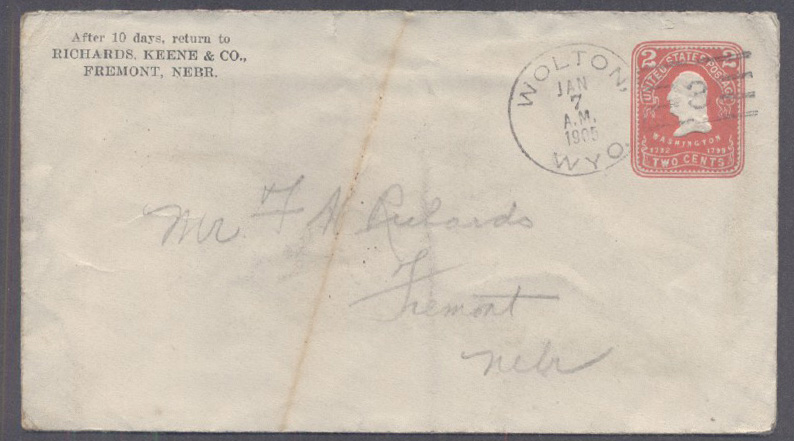 After 10 days, return to
RICHARDS, KEENE & CO.,
FREMONT, NEBR.
WOLTON,
JAN
7
A.M.
1905
WYO.
2 2
UNITED STATES POSTAGE
3
WASHINGTON
1732 1799
TWO CENTS
Mr. F H Richards
Fremont
Nebr